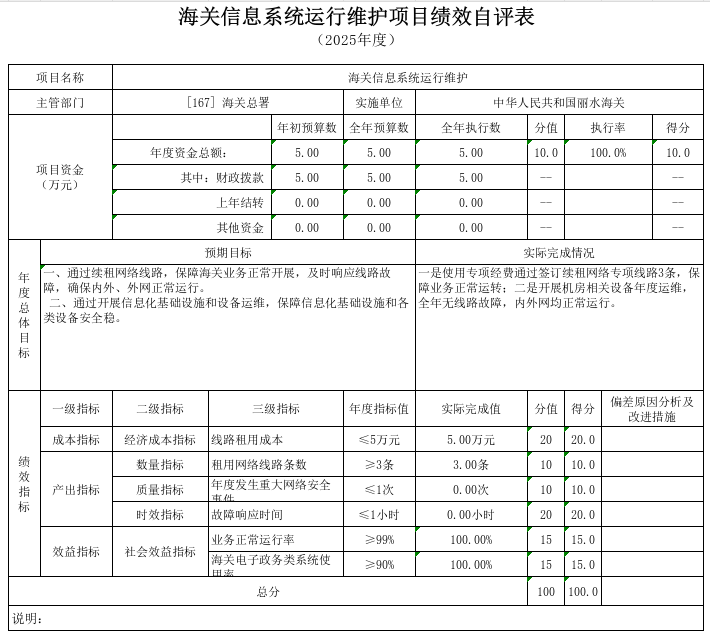 海关信息系统运行维护项目绩效自评表
（2025年度）
项目名称 海关信息系统运行维护
主管部门 [167] 海关总署 实施单位 中华人民共和国丽水海关
项目资金（万元） 年初预算数 全年预算数 全年执行数 分值 执行率 得分
年度资金总额： 5.00 5.00 5.00 10.0 100.0% 10.0
其中：财政拨款 5.00 5.00 5.00 -- --
上年结转 0.00 0.00 0.00 -- --
其他资金 0.00 0.00 0.00 -- --
年度总体目标 预期目标 实际完成情况
一、通过续租网络线路，保障海关业务正常开展，及时响应线路故
障，确保内外、外网正常运行。
二、通过开展信息化基础设施和设备运维，保障信息化基础设施和各
类设备安全稳。
一是使用专项经费通过签订续租网络专项线路3条，保
障业务正常运转；二是开展机房相关设备年度运维，
全年无线路故障，内外网均正常运行。
绩效指标 一级指标 二级指标 三级指标 年度指标值 实际完成值 分值 得分 偏差原因分析及改进措施
成本指标 经济成本指标 线路租用成本 ≤5万元 5.00万元 20 20.0
产出指标 数量指标 租用网络线路条数 ≥3条 3.00条 10 10.0
质量指标 年度发生重大网络安全事件 ≤1次 0.00次 10 10.0
时效指标 故障响应时间 ≤1小时 0.00小时 20 20.0
效益指标 社会效益指标 业务正常运行率 ≥99% 100.00% 15 15.0
海关电子政务类系统使用率 ≥90% 100.00% 15 15.0
总分 100 100.0
说明：